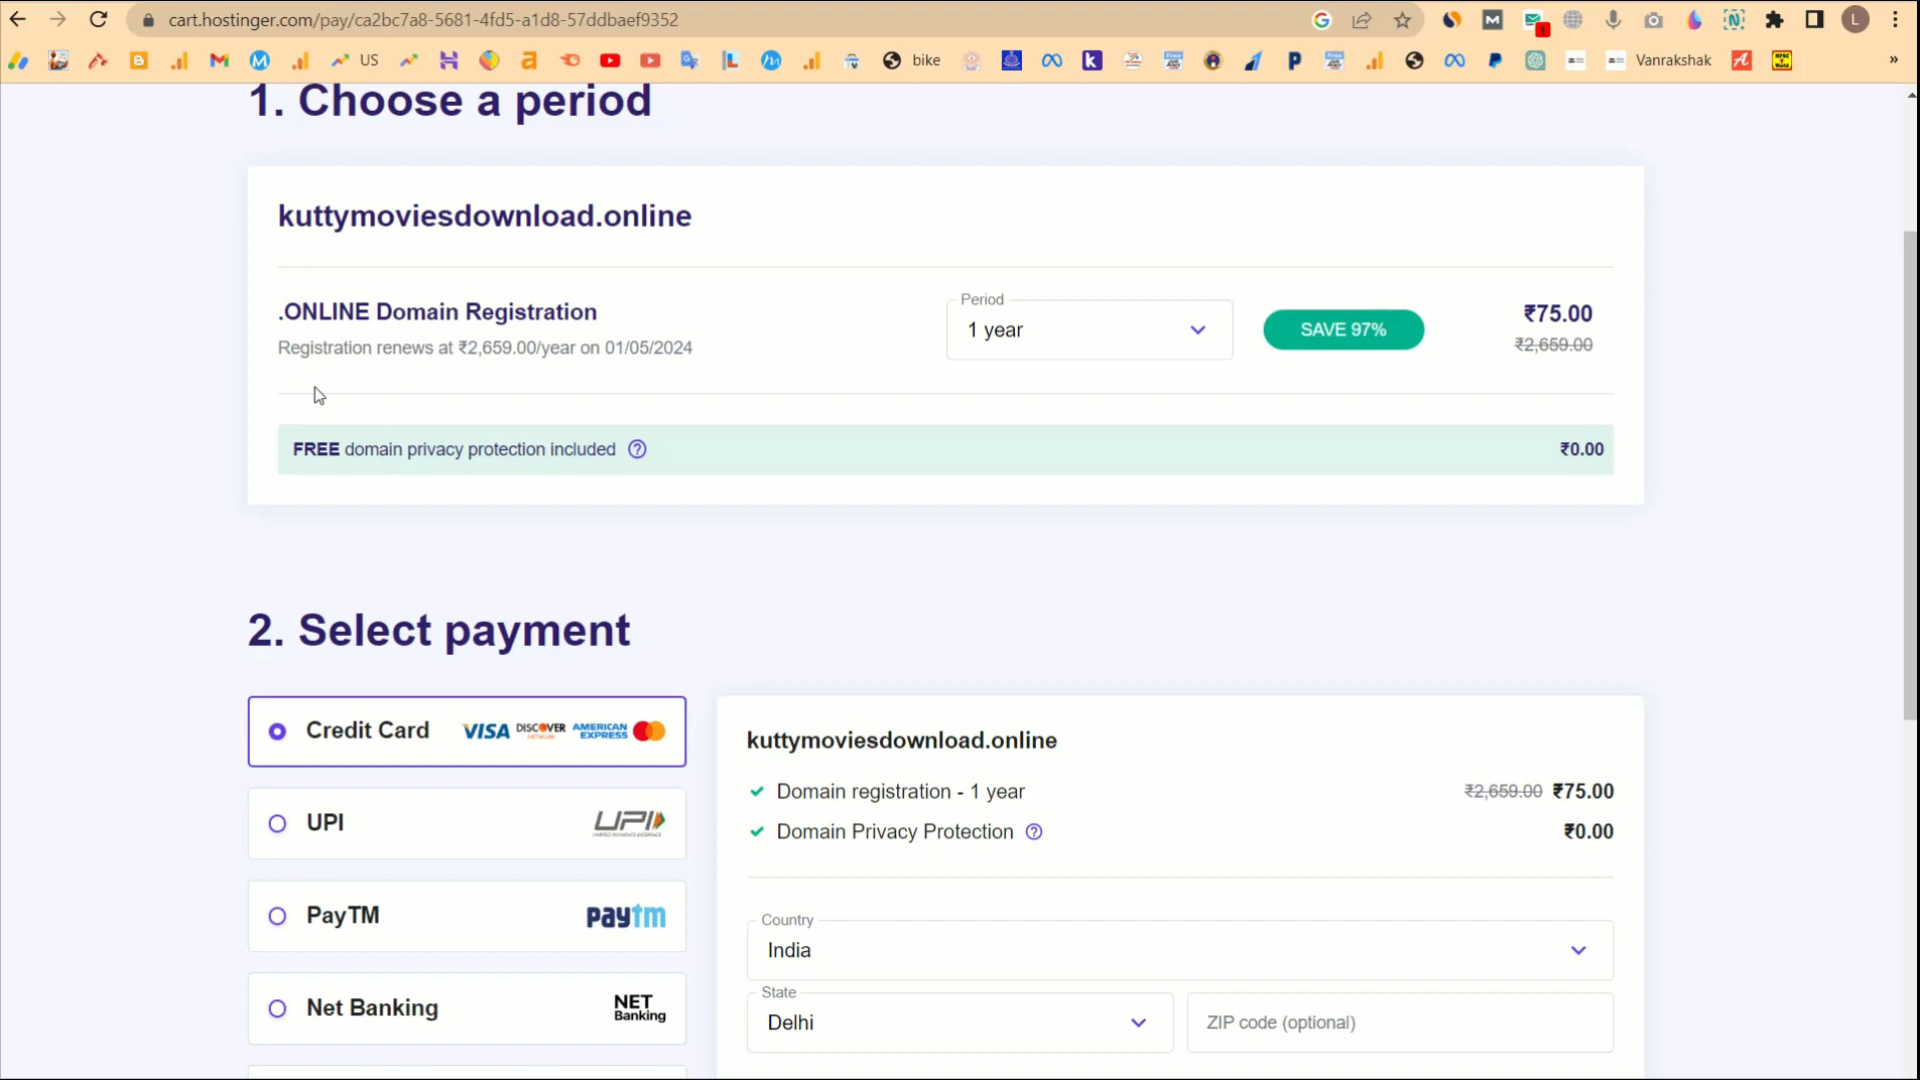 cart.hostinger.com/pay/ca2bc7a8-5681-4fd5-a1d8-57ddbaef9352
US
bike
Vanrakshak
1. Choose a period
kuttymoviesdownload.online
.ONLINE Domain Registration
Registration renews at ₹2,659.00/year on 01/05/2024
Period
1 year
SAVE 97%
₹75.00
₹2,659.00
FREE domain privacy protection included
₹0.00
2. Select payment
Credit Card VISA DISCOVER AMERICAN EXPRESS
UPI UPI
PayTM paytm
Net Banking NET Banking
kuttymoviesdownload.online
Domain registration - 1 year ₹2,659.00 ₹75.00
Domain Privacy Protection ₹0.00
Country
India
State
Delhi
ZIP code (optional)